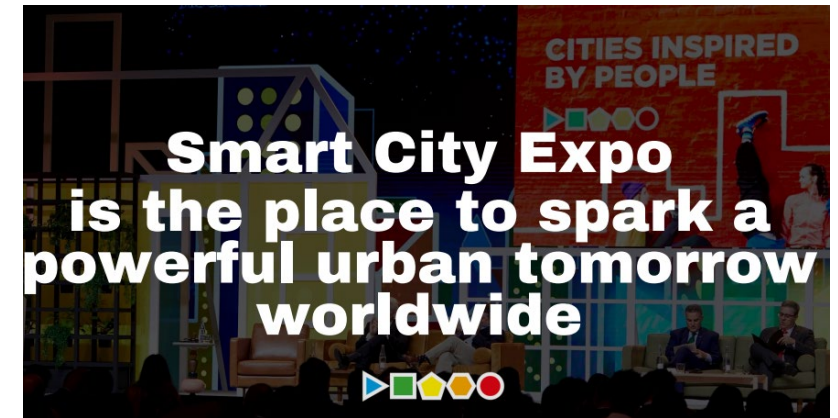 CITIES INSPIRED
BY PEOPLE
Smart City Expo
is the place to spark a
powerful urban tomorrow
worldwide